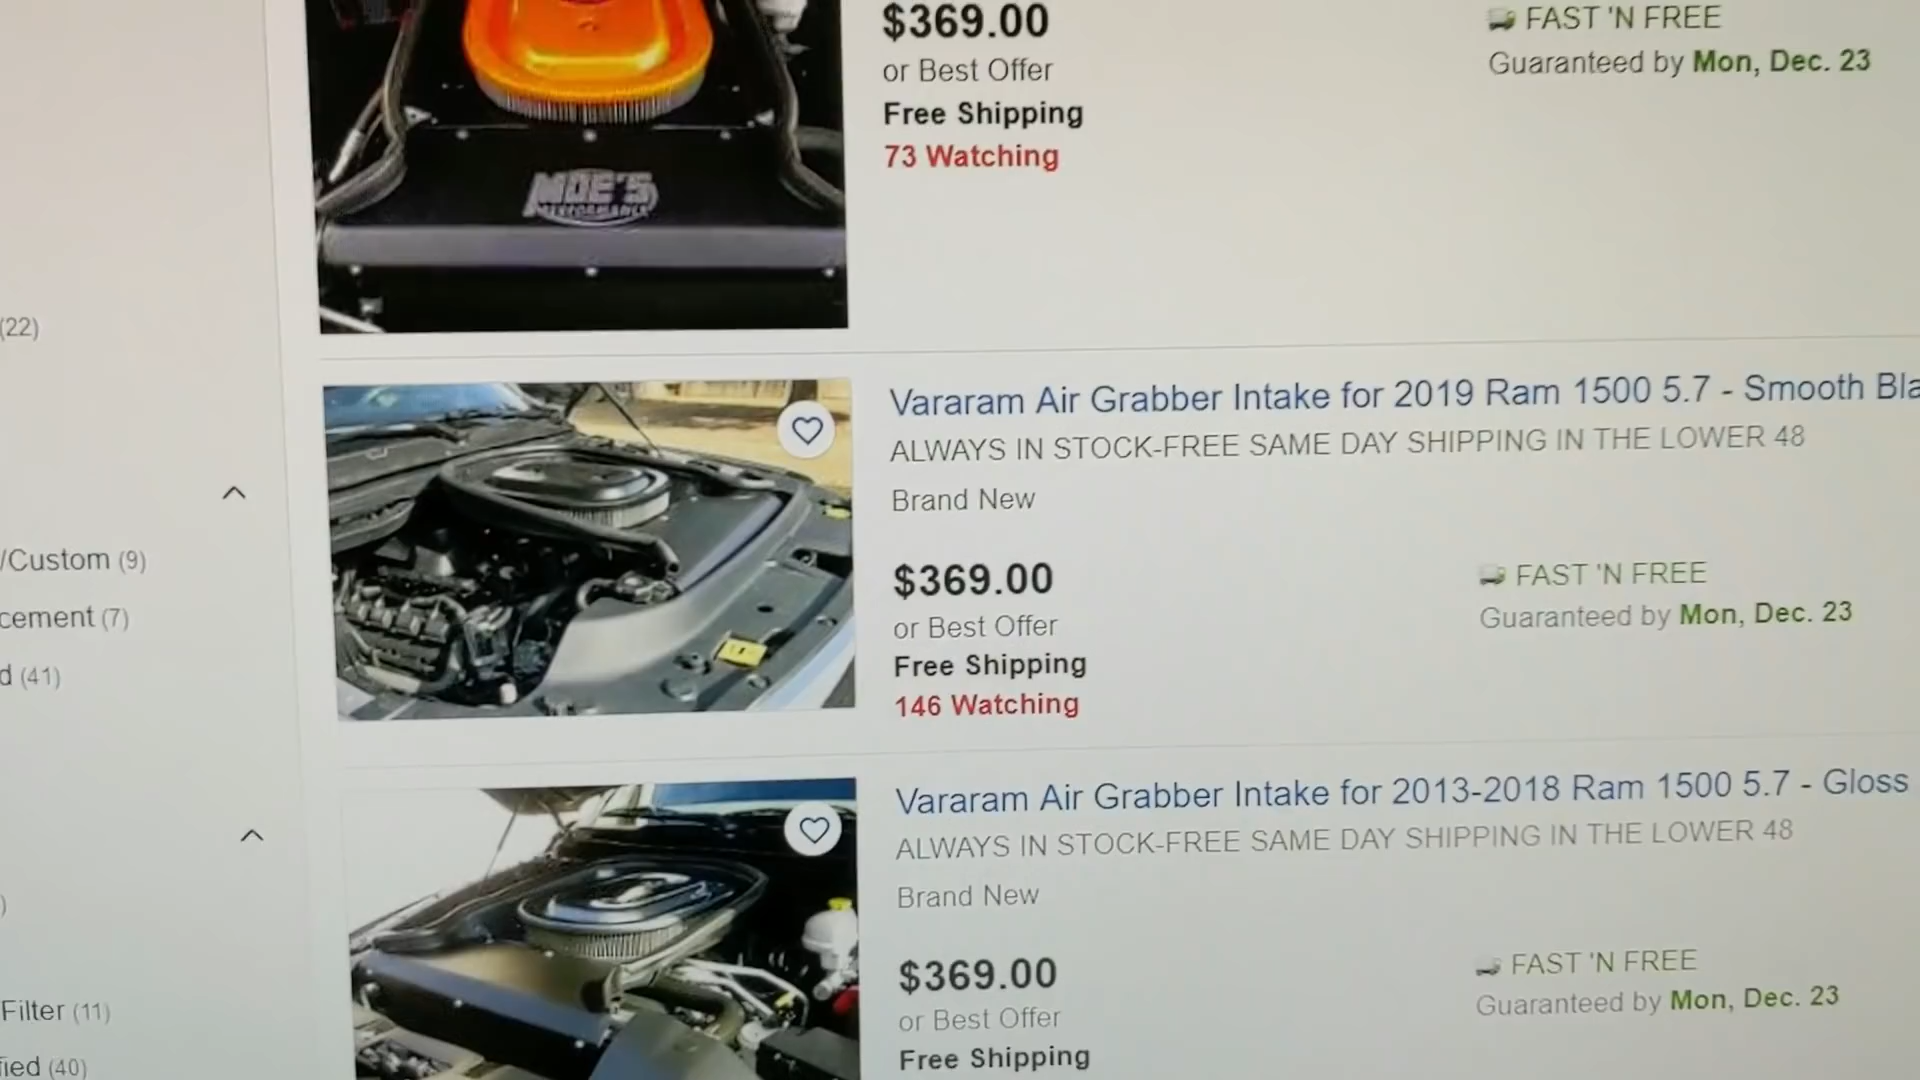 $369.00
or Best Offer
Free Shipping
73 Watching
FAST 'N FREE
Guaranteed by Mon, Dec. 23
MOE'S
PERFORMANCE
(22)
Vararam Air Grabber Intake for 2019 Ram 1500 5.7 - Smooth Bla
ALWAYS IN STOCK-FREE SAME DAY SHIPPING IN THE LOWER 48
Brand New
$369.00
or Best Offer
Free Shipping
146 Watching
FAST 'N FREE
Guaranteed by Mon, Dec. 23
/Custom (9)
cement (7)
d (41)
Vararam Air Grabber Intake for 2013-2018 Ram 1500 5.7 - Gloss
ALWAYS IN STOCK-FREE SAME DAY SHIPPING IN THE LOWER 48
Brand New
$369.00
or Best Offer
Free Shipping
FAST 'N FREE
Guaranteed by Mon, Dec. 23
)
Filter (11)
fied (40)